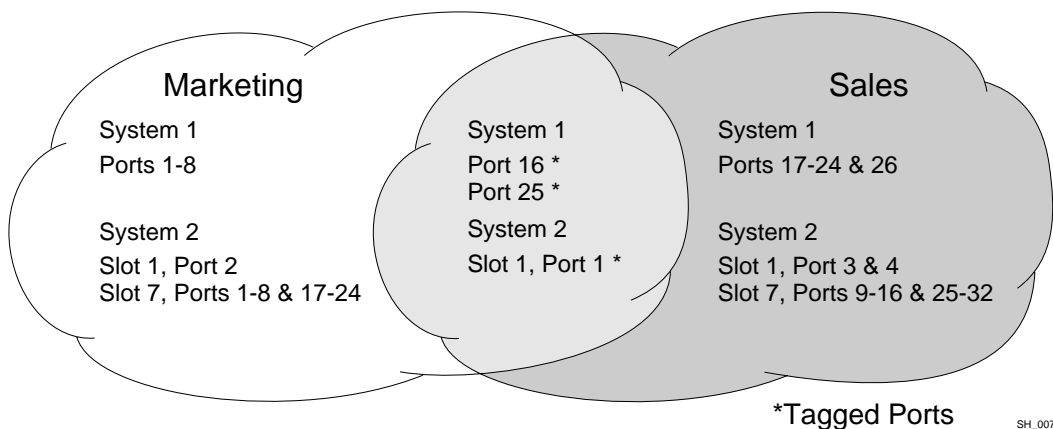 Marketing
System 1
Ports 1-8
System 2
Slot 1, Port 2
Slot 7, Ports 1-8 & 17-24
System 1
Port 16 *
Port 25 *
System 2
Slot 1, Port 1 *
Sales
System 1
Ports 17-24 & 26
System 2
Slot 1, Port 3 & 4
Slot 7, Ports 9-16 & 25-32
*Tagged Ports
SH_007